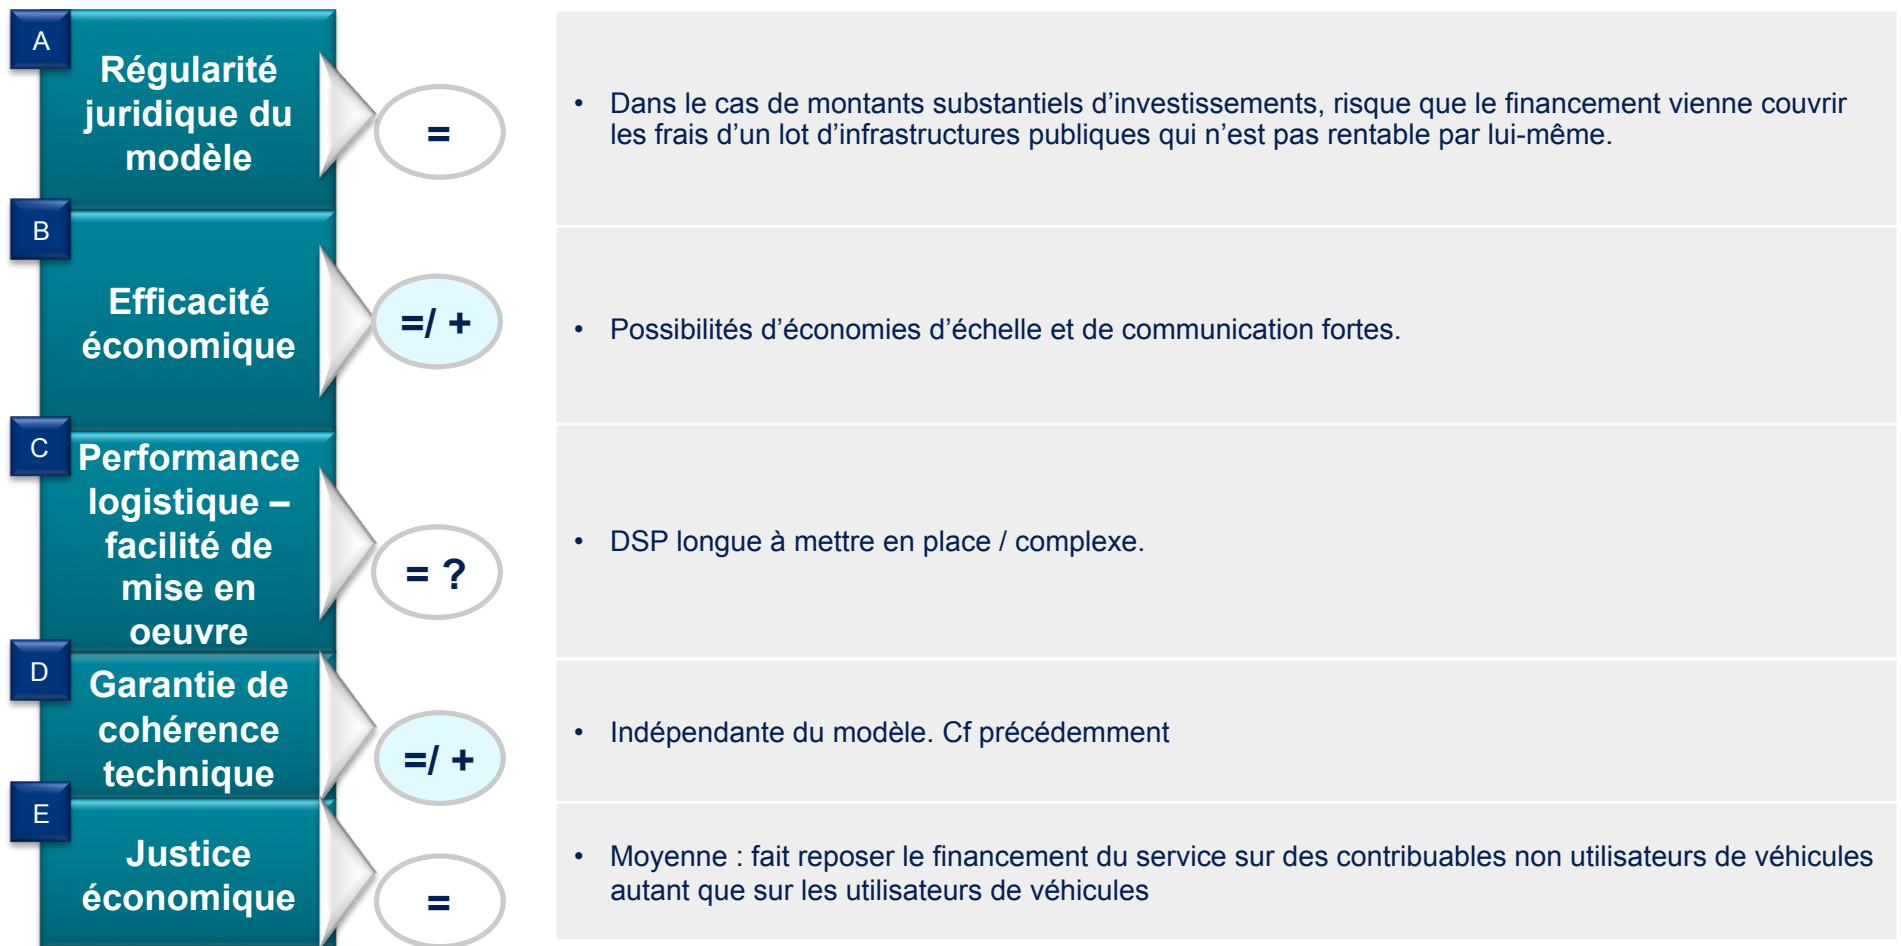 A
Régularité
juridique du
modèle
=
• Dans le cas de montants substantiels d’investissements, risque que le financement vienne couvrir
les frais d’un lot d’infrastructures publiques qui n’est pas rentable par lui-même.
B
Efficacité
économique
=/ +
• Possibilités d’économies d’échelle et de communication fortes.
C
Performance
logistique –
facilité de
mise en
oeuvre
= ?
• DSP longue à mettre en place / complexe.
D
Garantie de
cohérence
technique
=/ +
• Indépendante du modèle. Cf précédemment
E
Justice
économique
=
• Moyenne : fait reposer le financement du service sur des contribuables non utilisateurs de véhicules
autant que sur les utilisateurs de véhicules